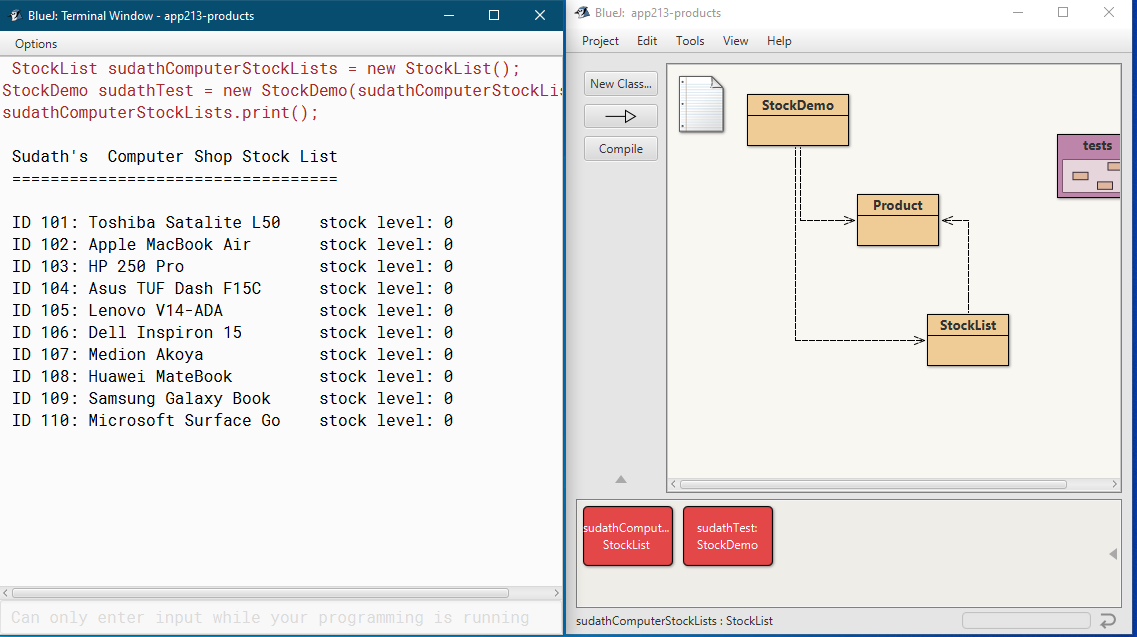 BlueJ: Terminal Window - app213-products
Options
StockList sudathComputerStockLists = new StockList();
StockDemo sudathTest = new StockDemo(sudathComputerStockLis
sudathComputerStockLists.print();
Sudath's  Computer Shop Stock List
==================================
ID 101: Toshiba Satalite L50    stock level: 0
ID 102: Apple MacBook Air       stock level: 0
ID 103: HP 250 Pro              stock level: 0
ID 104: Asus TUF Dash F15C      stock level: 0
ID 105: Lenovo V14-ADA          stock level: 0
ID 106: Dell Inspiron 15        stock level: 0
ID 107: Medion Akoya            stock level: 0
ID 108: Huawei MateBook         stock level: 0
ID 109: Samsung Galaxy Book     stock level: 0
ID 110: Microsoft Surface Go    stock level: 0
Can only enter input while your programming is running
BlueJ: app213-products
Project Edit Tools View Help
New Class...
Compile
StockDemo
tests
Product
StockList
sudathComput...
StockList
sudathTest:
StockDemo
sudathComputerStockLists : StockList